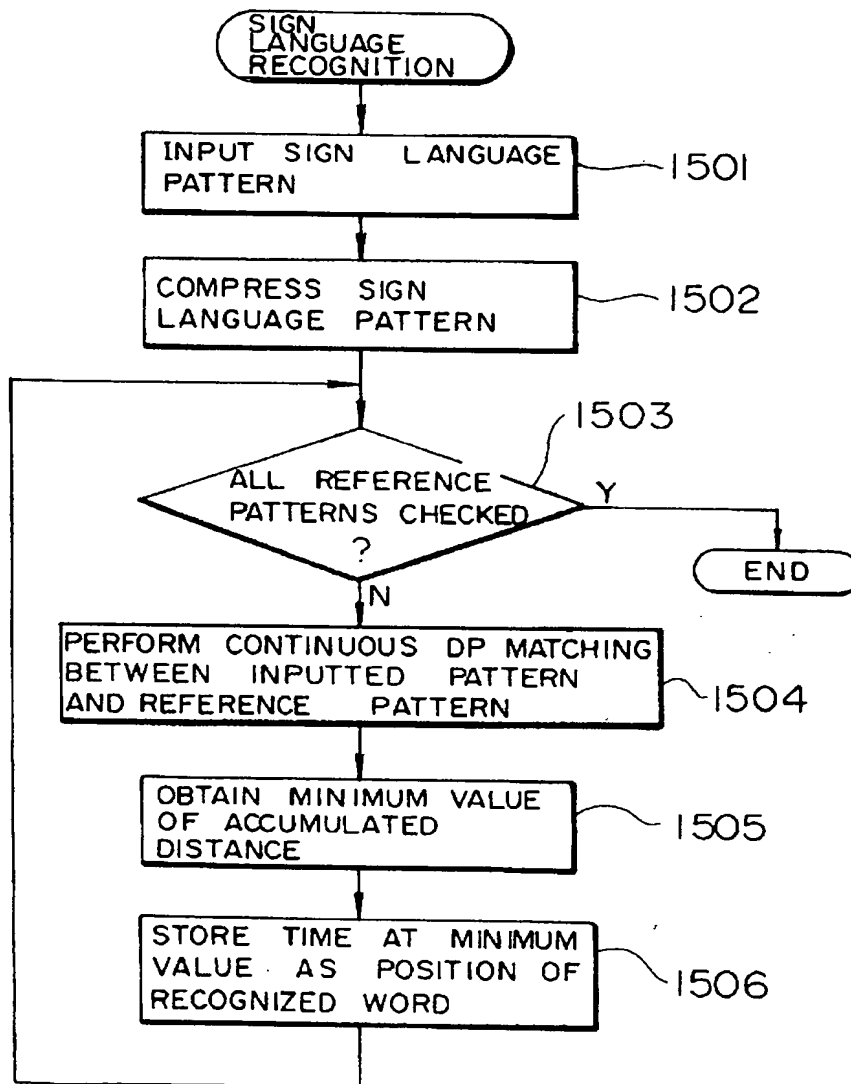 SIGN
LANGUAGE
RECOGNITION
INPUT SIGN LANGUAGE
PATTERN
1501
COMPRESS SIGN
LANGUAGE PATTERN
1502
1503
ALL REFERENCE
PATTERNS CHECKED
?
Y
END
N
PERFORM CONTINUOUS DP MATCHING
BETWEEN INPUTTED PATTERN
AND REFERENCE PATTERN
1504
OBTAIN MINIMUM VALUE
OF ACCUMULATED
DISTANCE
1505
STORE TIME AT MINIMUM
VALUE AS POSITION OF
RECOGNIZED WORD
1506